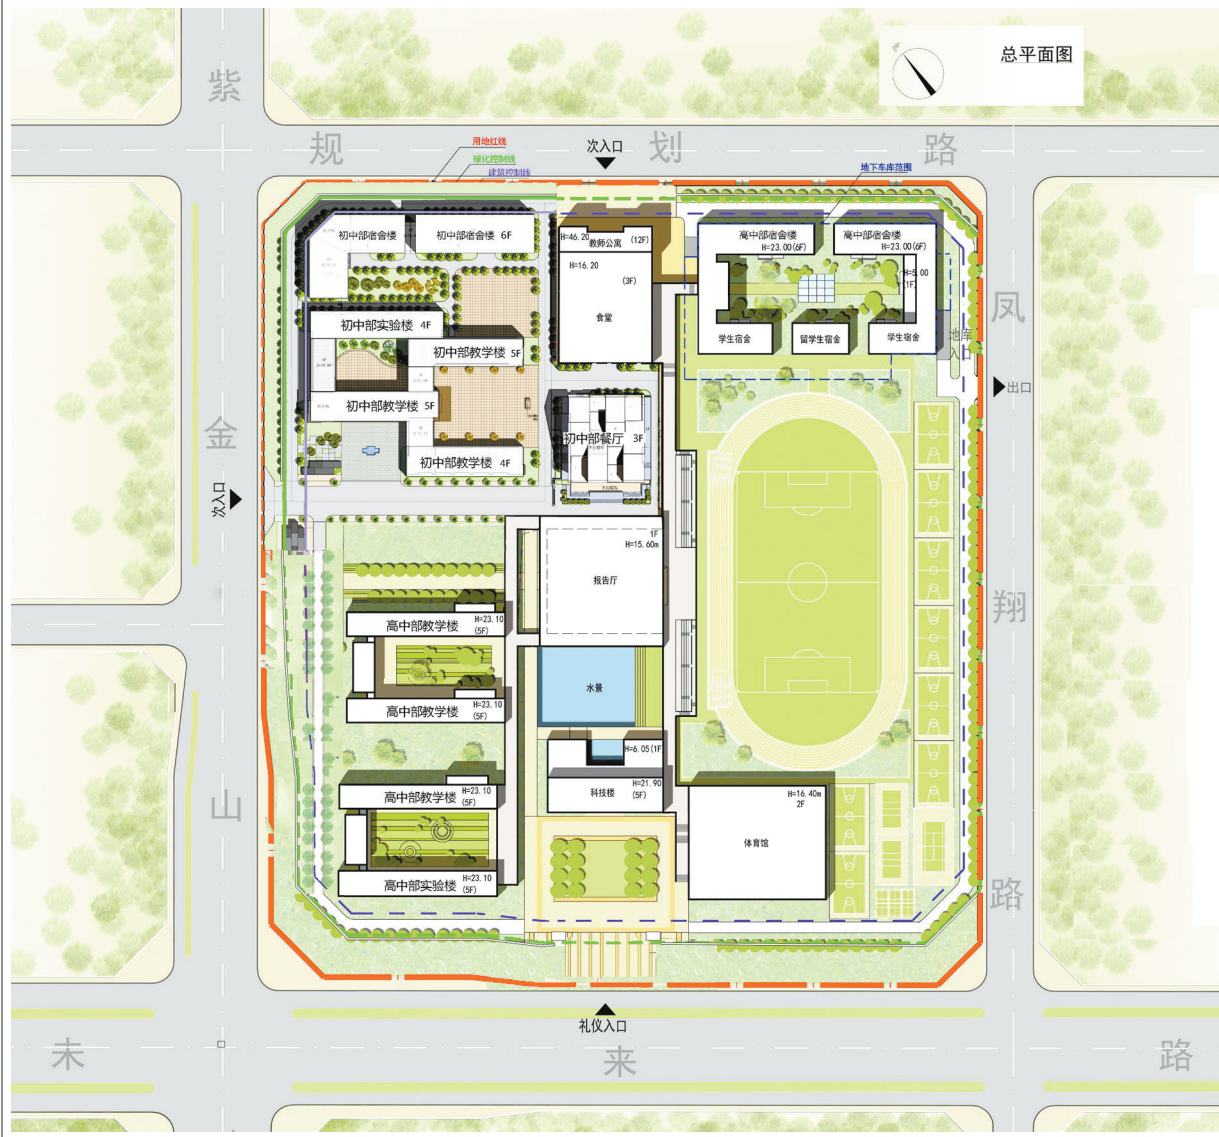 总平面图
紫
规 划 路
用地红线
绿化控制线
建筑控制线
次入口
地下车库范围
初中部宿舍楼
初中部宿舍楼 6F
H=46.20
教师公寓
(12F)
高中部宿舍楼
H=23.00(6F)
高中部宿舍楼
H=23.00(6F)
H=16.20
(3F)
食堂
H=5.00
(1F)
凤
初中部实验楼 4F
初中部教学楼 5F
学生宿舍
留学生宿舍
学生宿舍
地库
入口
出口
初中部教学楼 5F
金
初中部餐厅 3F
初中部教学楼 4F
次入口
1F
H=15.60m
报告厅
翔
高中部教学楼
H=23.10
(5F)
水景
高中部教学楼
H=23.10
(5F)
H=6.05(1F
山
高中部教学楼
H=23.10
(5F)
科技楼
H=21.90
(5F)
H=16.40m
2F
体育馆
高中部实验楼
H=23.10
(5F)
路
礼仪入口
未 来 路